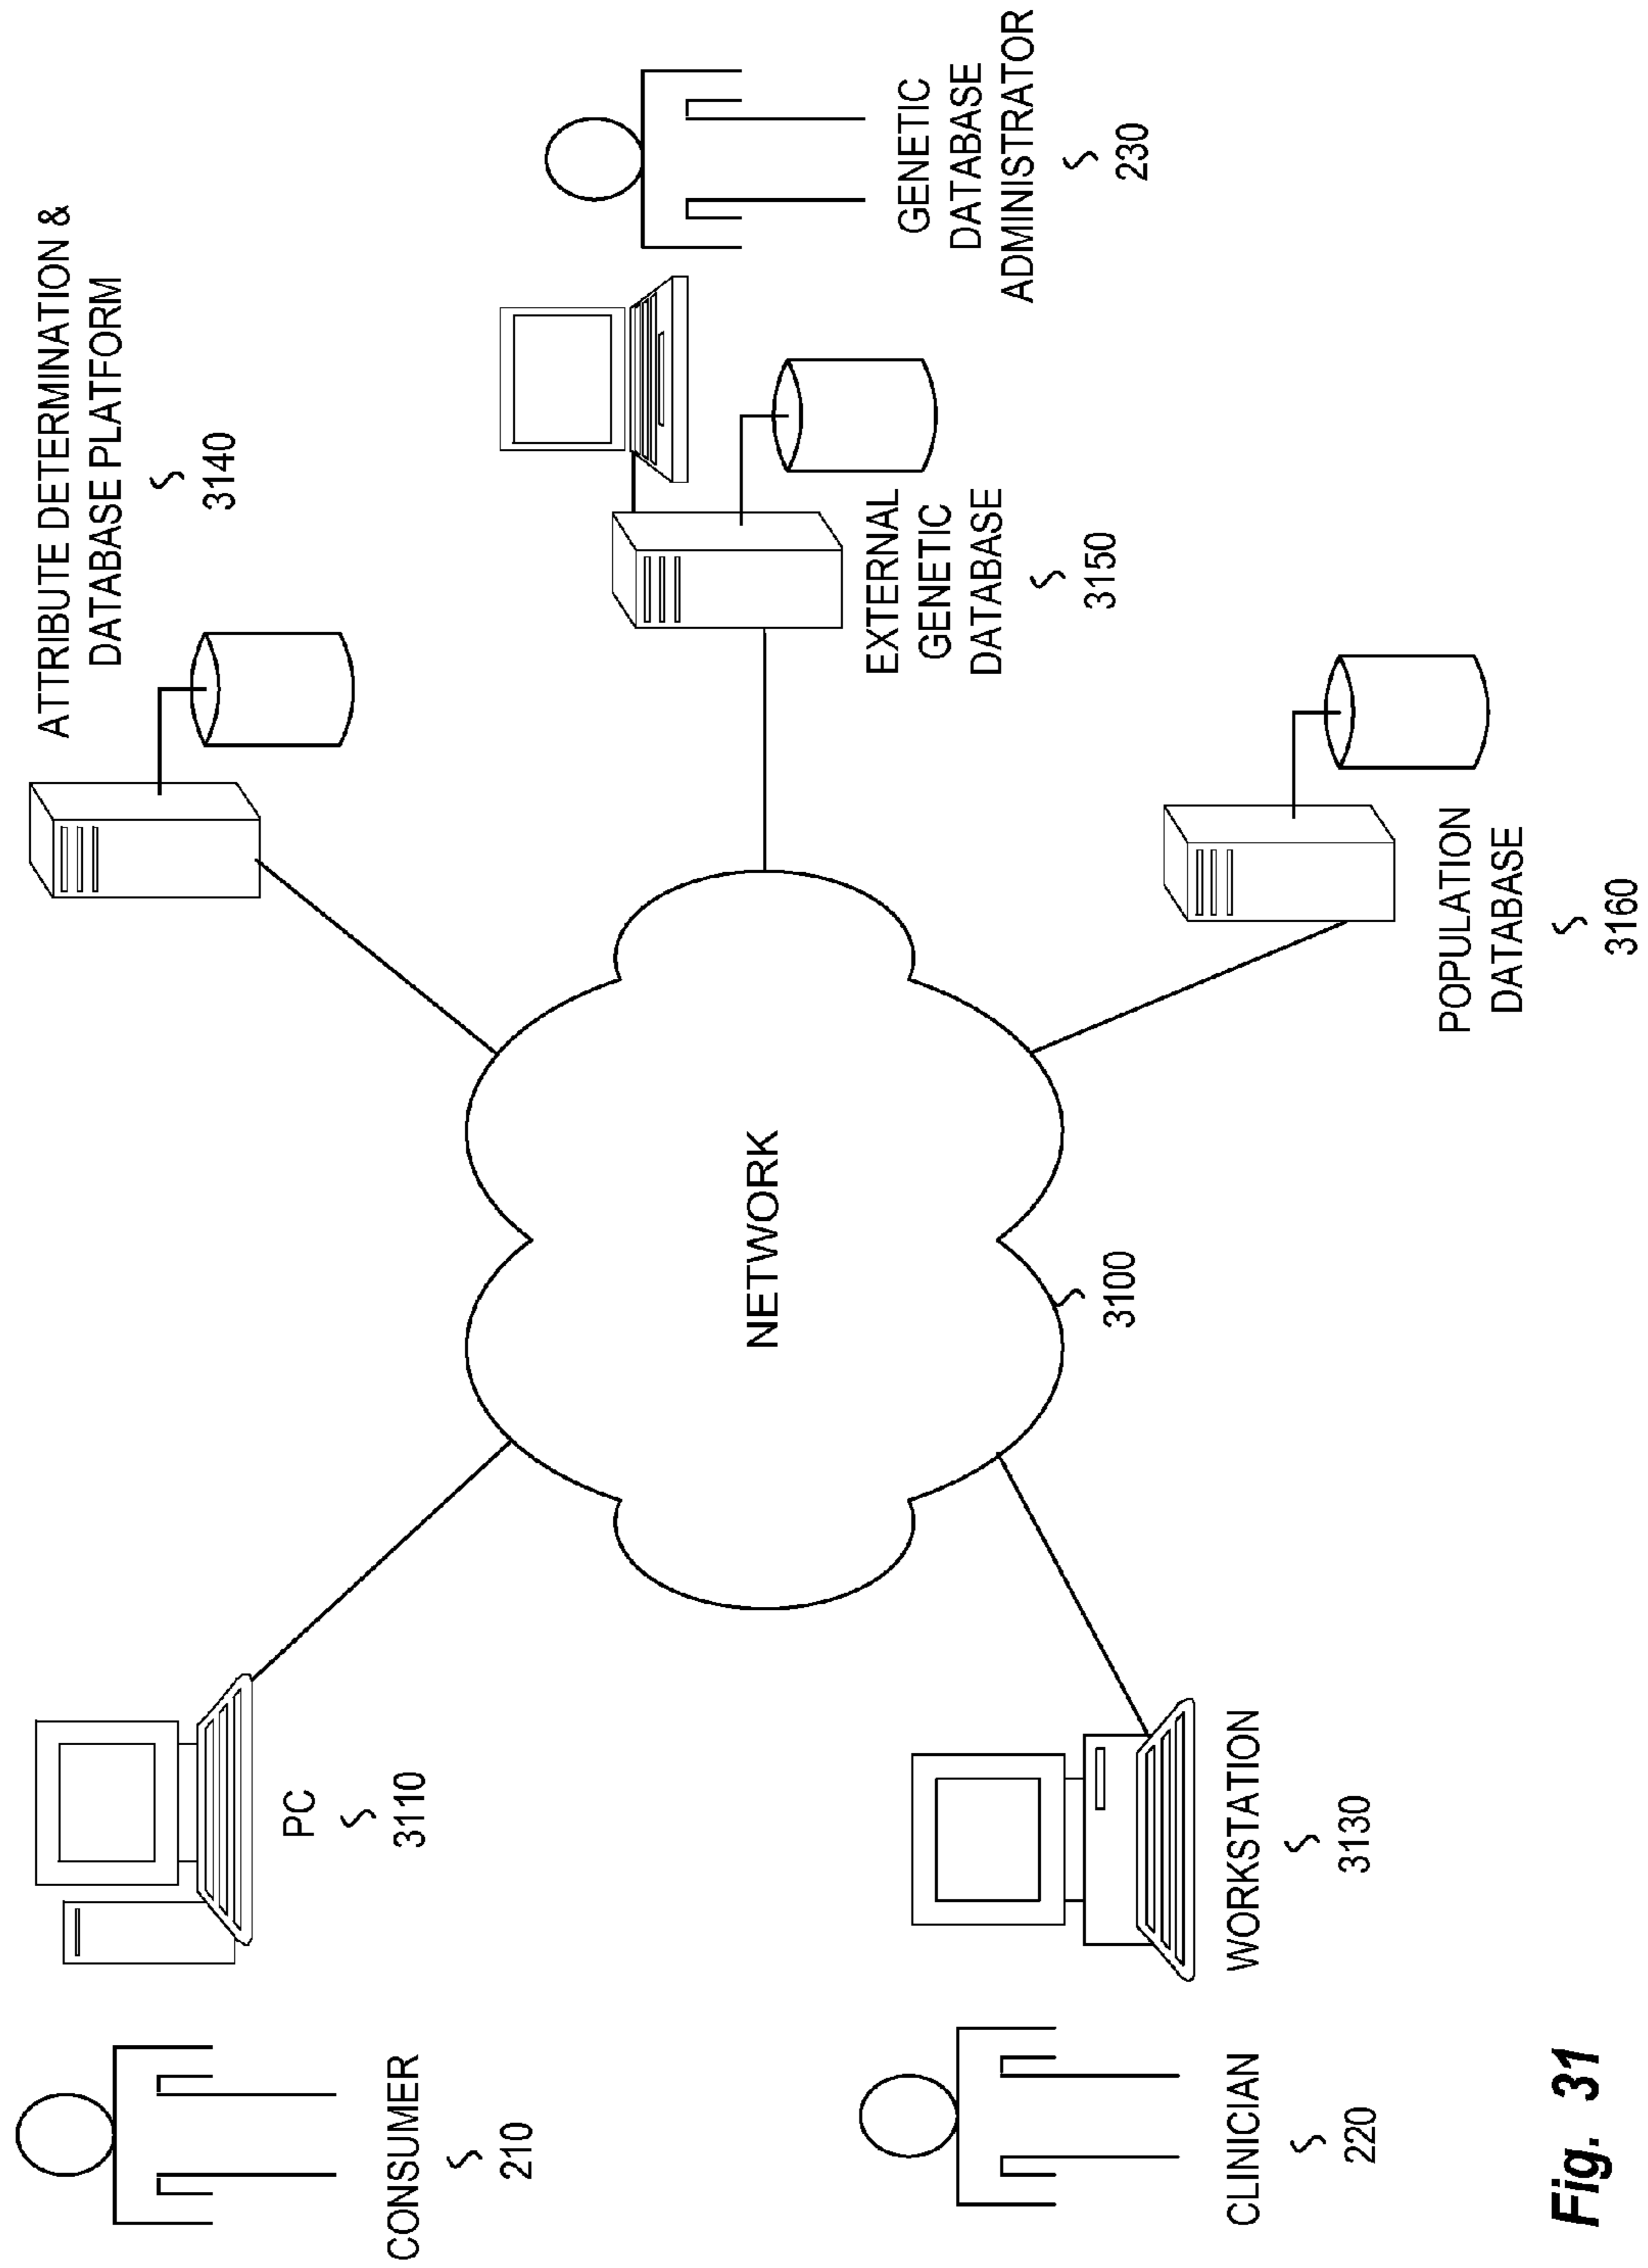 ATTRIBUTE DETERMINATION &
DATABASE PLATFORM
3140
CONSUMER
210
PC
3110
NETWORK
3100
EXTERNAL
GENETIC
DATABASE
3150
GENETIC
DATABASE
ADMINISTRATOR
230
CLINICIAN
220
WORKSTATION
3130
POPULATION
DATABASE
3160
Fig. 31